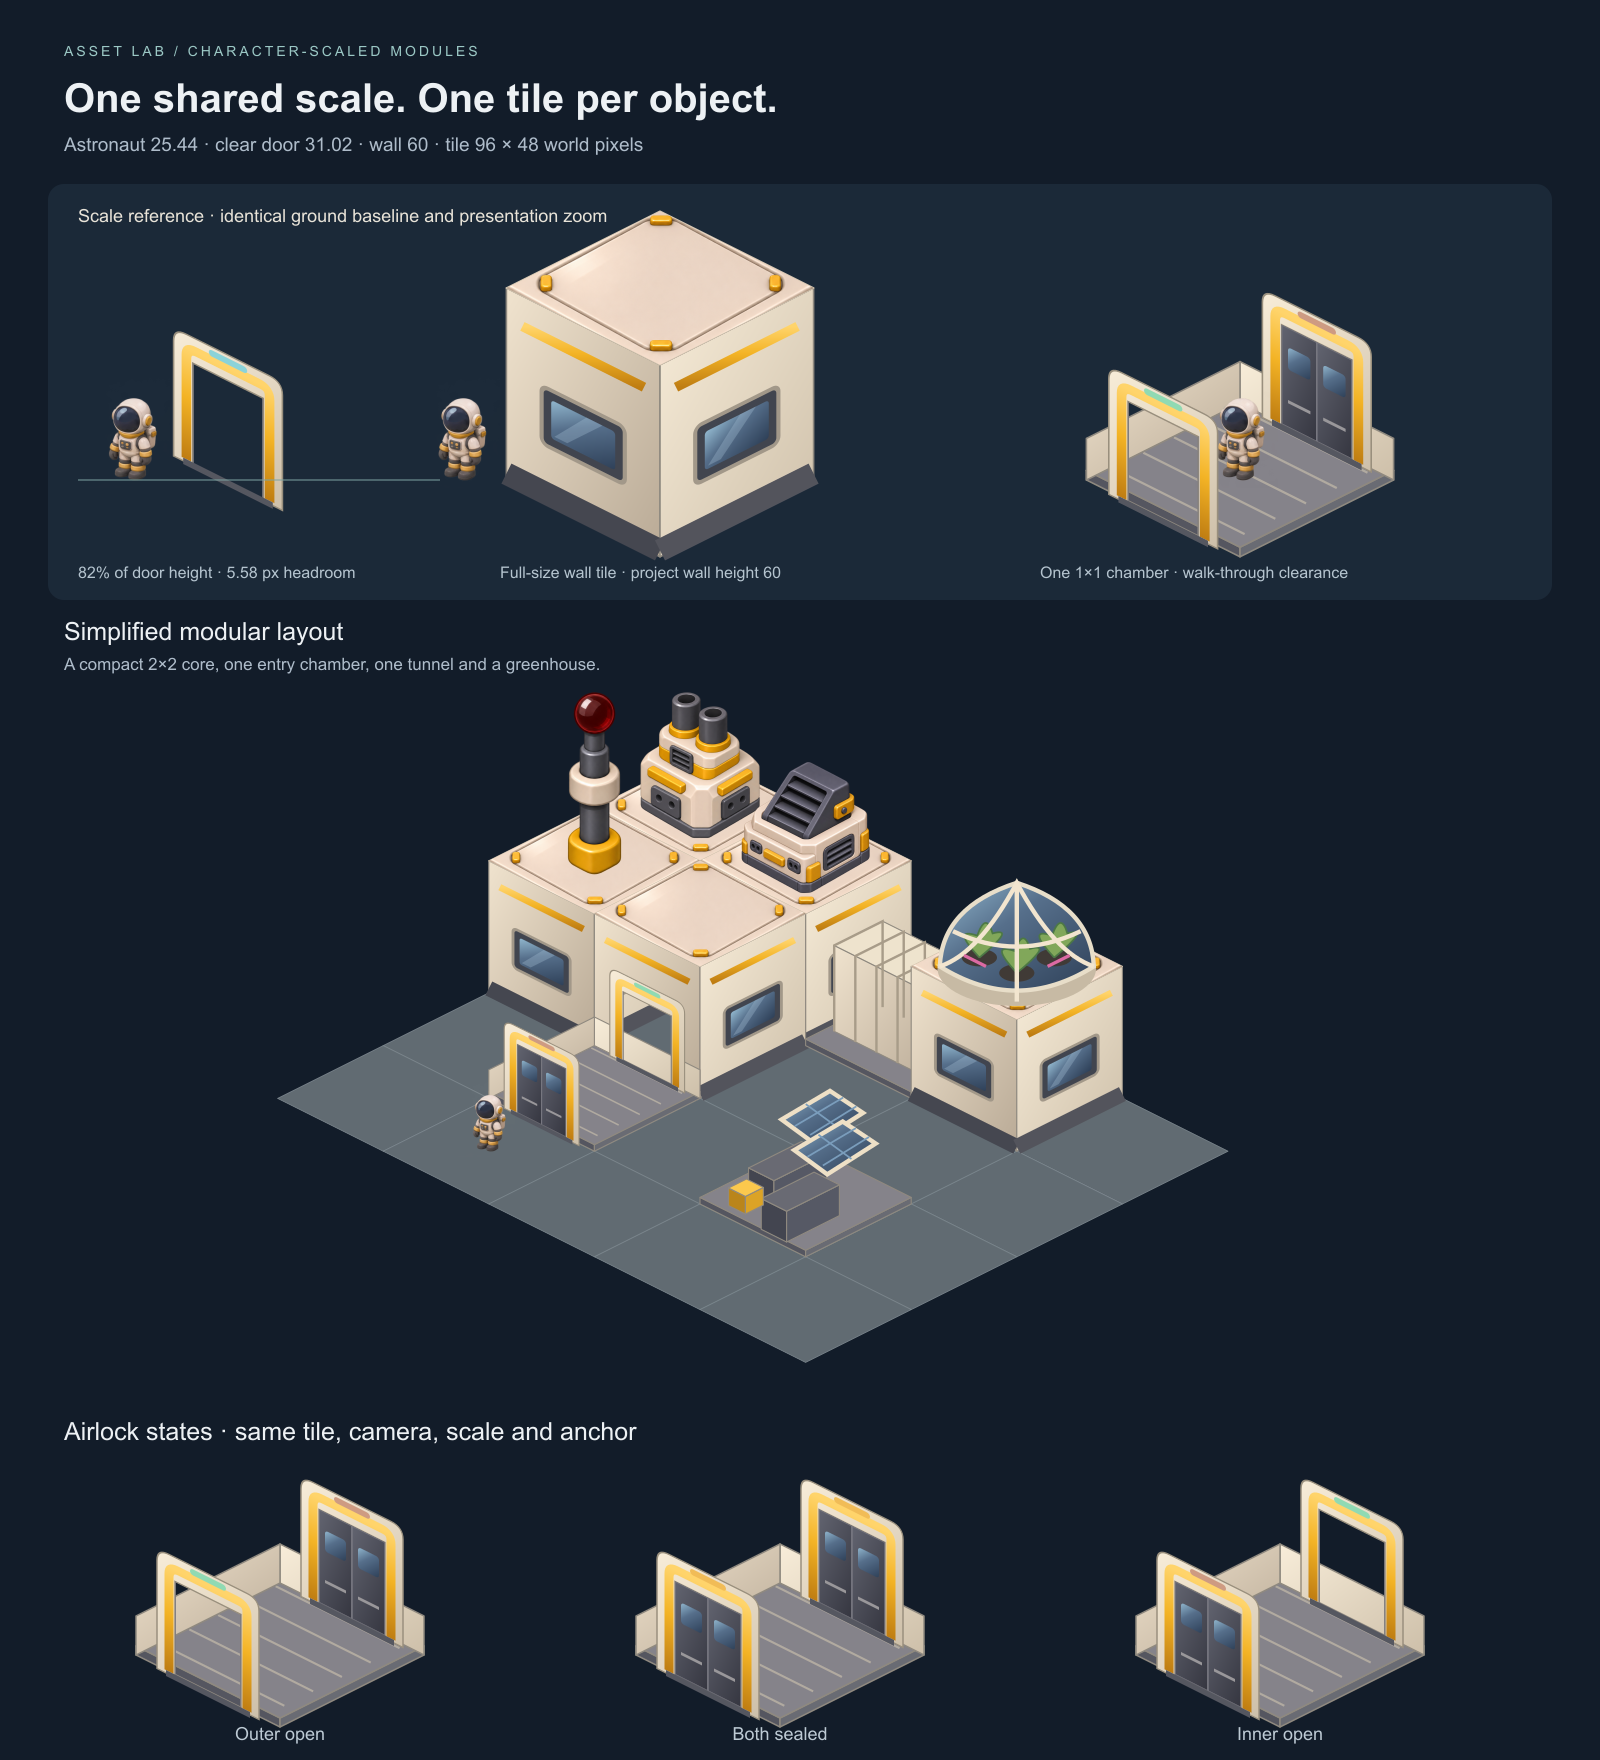 ASSET LAB / CHARACTER-SCALED MODULES
One shared scale. One tile per object.
Astronaut 25.44 · clear door 31.02 · wall 60 · tile 96 × 48 world pixels
Scale reference · identical ground baseline and presentation zoom
82% of door height · 5.58 px headroom
Full-size wall tile · project wall height 60
One 1×1 chamber · walk-through clearance
Simplified modular layout
A compact 2×2 core, one entry chamber, one tunnel and a greenhouse.
Airlock states · same tile, camera, scale and anchor
Outer open
Both sealed
Inner open